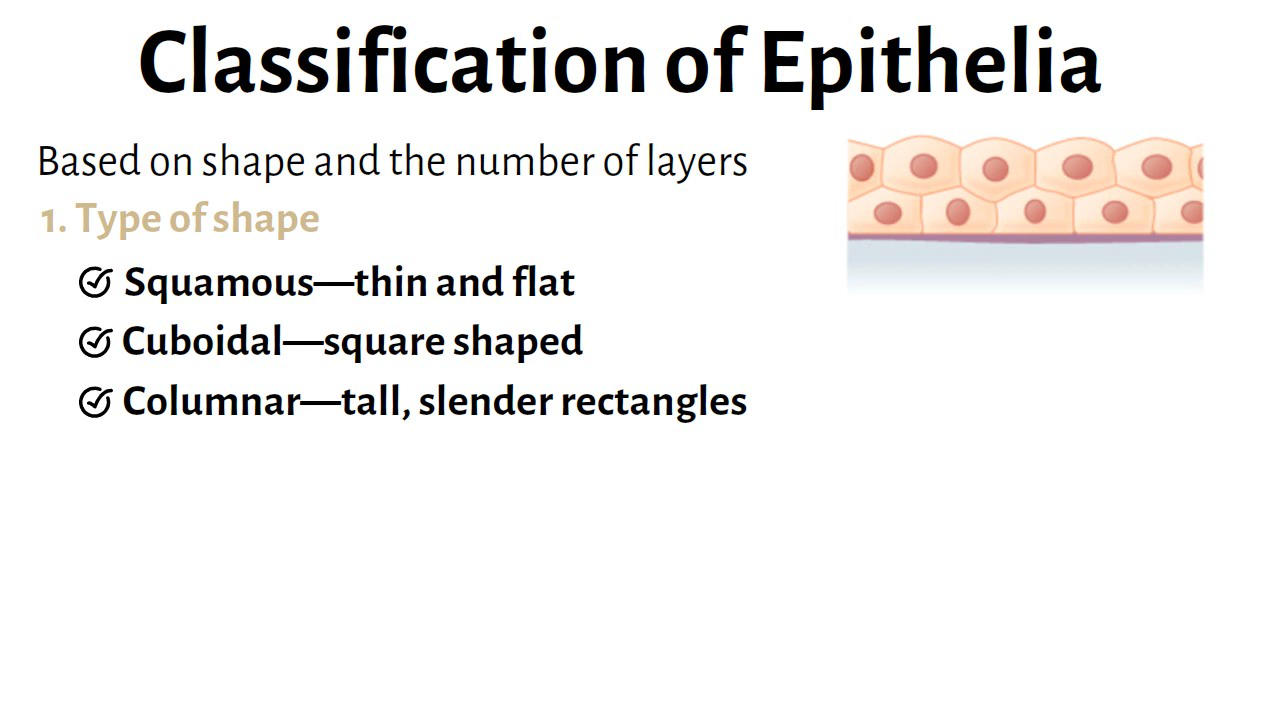 Classification of Epithelia
Based on shape and the number of layers
1. Type of shape
Squamous—thin and flat
Cuboidal—square shaped
Columnar—tall, slender rectangles